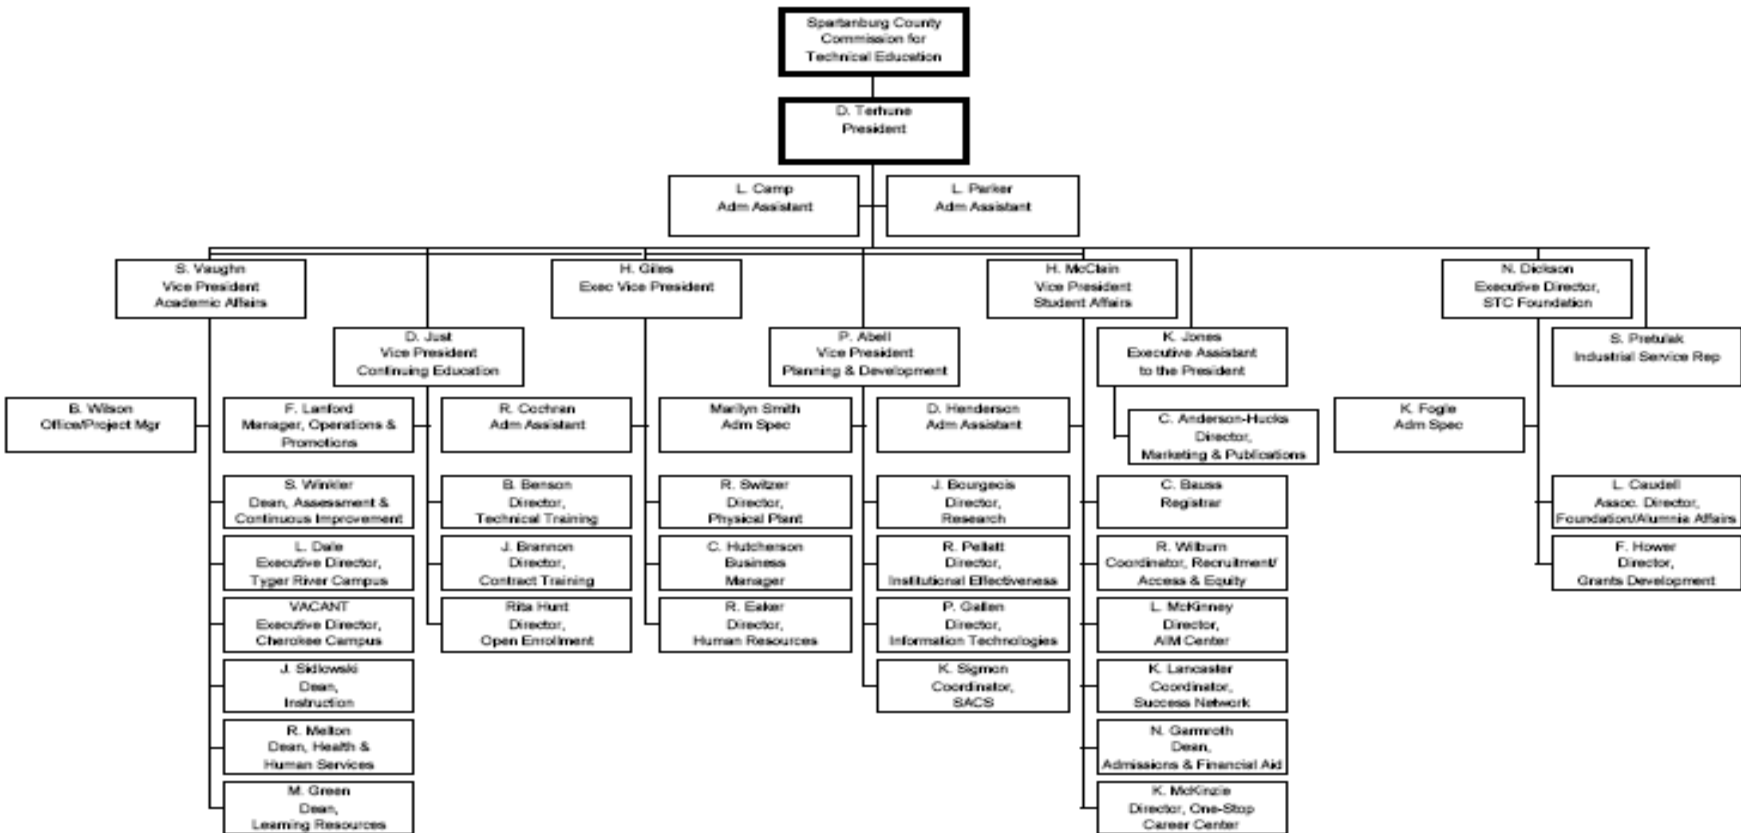 Spartanburg County
Commission for
Technical Education
D. Terhune
President
L. Camp
Adm Assistant
L. Parker
Adm Assistant
S. Vaughn
Vice President
Academic Affairs
H. Giles
Exec Vice President
H. McClain
Vice President
Student Affairs
N. Dickson
Executive Director,
STC Foundation
D. Just
Vice President
Continuing Education
P. Abell
Vice President
Planning & Development
K. Jones
Executive Assistant
to the President
S. Pretulak
Industrial Service Rep
B. Wilson
Office/Project Mgr
F. Lanford
Manager, Operations &
Promotions
R. Cochran
Adm Assistant
Marilyn Smith
Adm Spec
D. Henderson
Adm Assistant
C. Anderson-Hucks
Director,
Marketing & Publications
K. Fogle
Adm Spec
S. Winkler
Dean, Assessment &
Continuous Improvement
B. Benson
Director,
Technical Training
R. Switzer
Director,
Physical Plant
J. Bourgeois
Director,
Research
C. Bauss
Registrar
L. Caudell
Assoc. Director,
Foundation/Alumnia Affairs
L. Dale
Executive Director,
Tyger River Campus
J. Brannon
Director,
Contract Training
C. Hutcherson
Business
Manager
R. Pellatt
Director,
Institutional Effectiveness
R. Wilburn
Coordinator, Recruitment/
Access & Equity
F. Hower
Director,
Grants Development
VACANT
Executive Director,
Cherokee Campus
Rita Hunt
Director,
Open Enrollment
R. Eaker
Director,
Human Resources
P. Gallen
Director,
Information Technologies
L. McKinney
Director,
AIM Center
J. Sidlowski
Dean,
Instruction
K. Sigmon
Coordinator,
SACS
K. Lancaster
Coordinator,
Success Network
R. Melton
Dean, Health &
Human Services
N. Garmroth
Dean,
Admissions & Financial Aid
M. Green
Dean,
Learning Resources
K. McKinzie
Director, One-Stop
Career Center